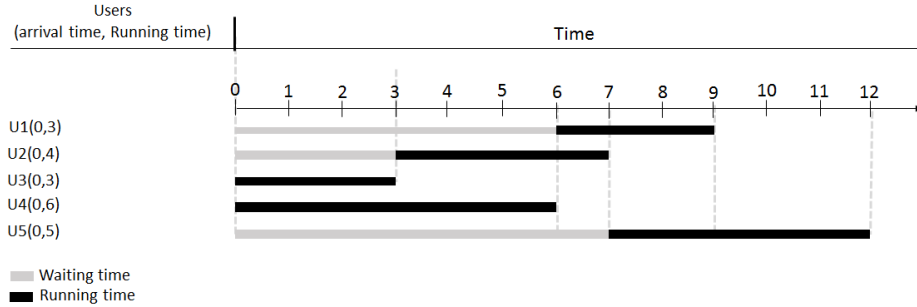 Users
(arrival time, Running time)
Time
0 1 2 3 4 5 6 7 8 9 10 11 12
U1(0,3)
U2(0,4)
U3(0,3)
U4(0,6)
U5(0,5)
Waiting time
Running time